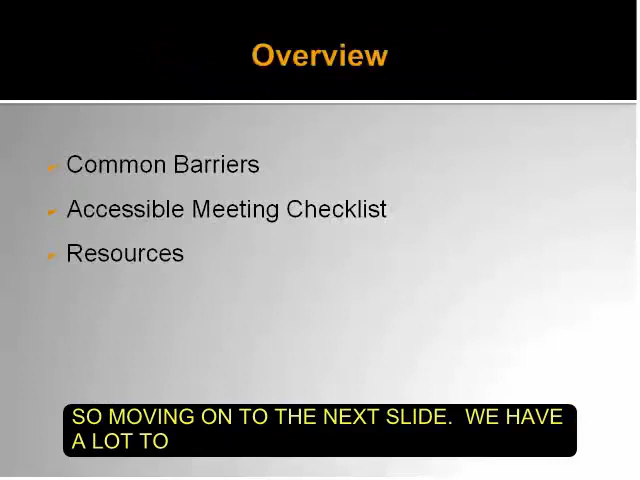 Overview
Common Barriers
Accessible Meeting Checklist
Resources
SO MOVING ON TO THE NEXT SLIDE.  WE HAVE
A LOT TO